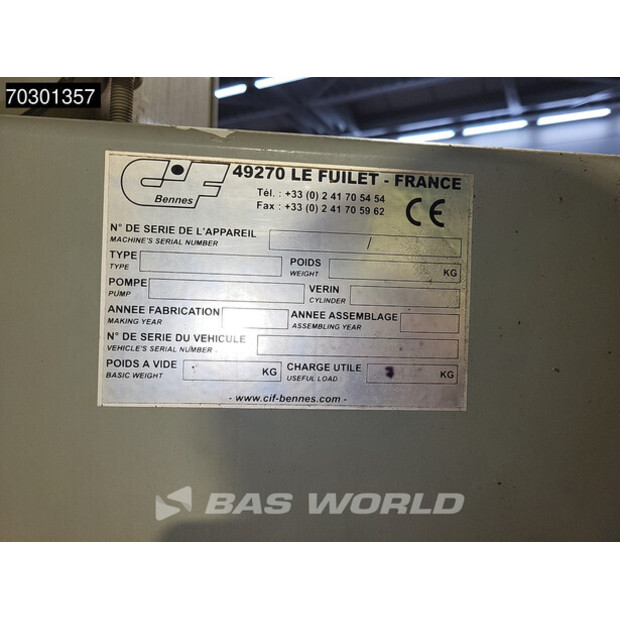 70301357
CIF
Bennes
49270 LE FUILET - FRANCE
Tél. : +33 (0) 2 41 70 54 54
Fax : +33 (0) 2 41 70 59 62
CE
N° DE SERIE DE L'APPAREIL
MACHINE'S SERIAL NUMBER
/
TYPE
TYPE
POIDS
WEIGHT
KG
POMPE
PUMP
VERIN
CYLINDER
ANNEE FABRICATION
MAKING YEAR
ANNEE ASSEMBLAGE
ASSEMBLING YEAR
N° DE SERIE DU VEHICULE
VEHICLE'S SERIAL NUMBER
POIDS A VIDE
BASIC WEIGHT
KG
CHARGE UTILE
USEFUL LOAD
KG
- www.cif-bennes.com -
BAS WORLD